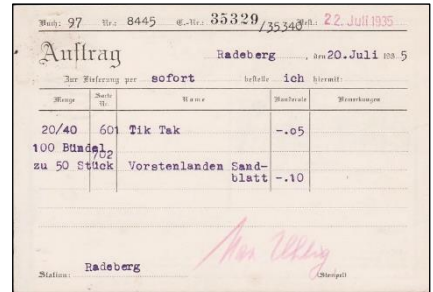 Buch: 97 Nr.: 8445 E.-Nr.: 35329/35340 Best.: 22. Juli 1935
Auftrag Radeberg, den 20. Juli 193 5
Zur Lieferung per sofort bestelle ich hiermit:
Menge Sorte Nr. Name Banderole Bemerkungen
20/40 601 Tik Tak -.05
100 Bündel
702
zu 50 Stück Vorstenlanden Sand-
blatt -.10
Station: Radeberg (Stempel)